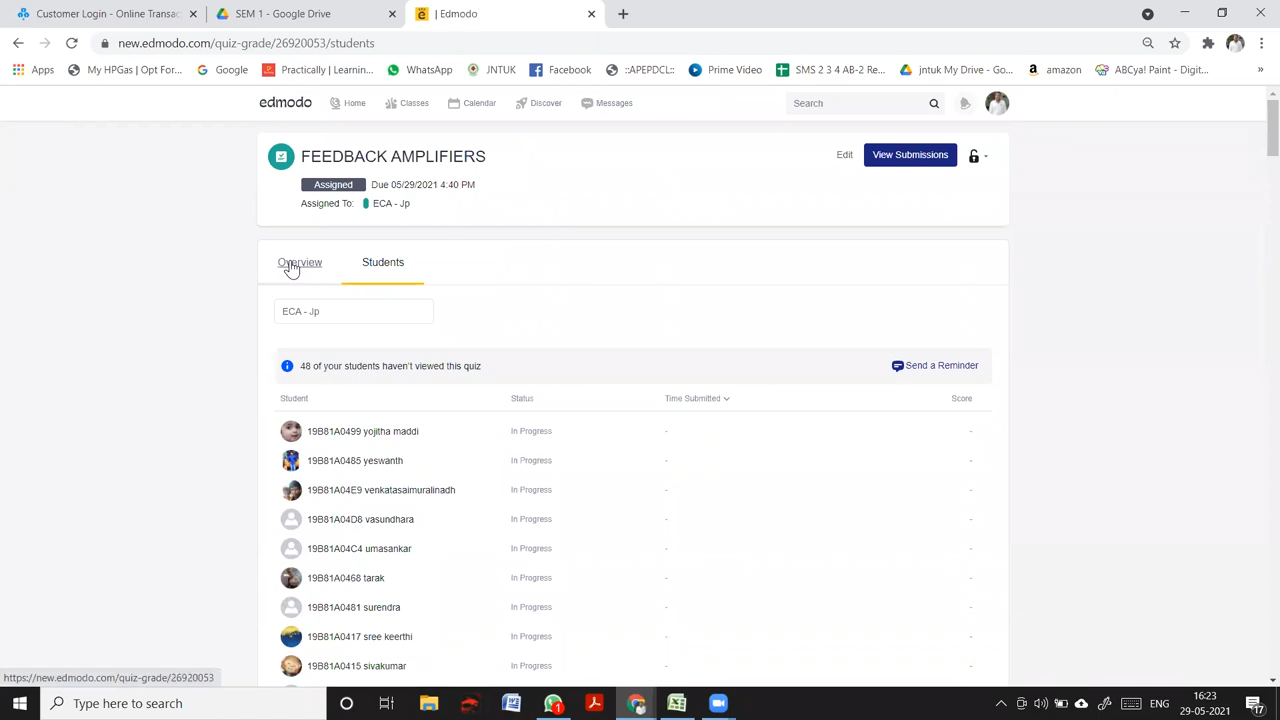 Customer Login - Online Transac
SEM 1 - Google Drive
| Edmodo
new.edmodo.com/quiz-grade/26920053/students
Apps
My HPGas | Opt For...
Google
Practically | Learnin...
WhatsApp
JNTUK
Facebook
::APEPDCL::
Prime Video
SMS 2 3 4 AB-2 Re...
jntuk My Drive - Go...
amazon
ABCya! Paint - Digit...
»
edmodo
Home
Classes
Calendar
Discover
Messages
Search
FEEDBACK AMPLIFIERS
Edit
View Submissions
Assigned
Due 05/29/2021 4:40 PM
Assigned To:
ECA - Jp
Overview
Students
ECA - Jp
48 of your students haven't viewed this quiz
Send a Reminder
Student Status Time Submitted Score
19B81A0499 yojitha maddi In Progress - -
19B81A0485 yeswanth In Progress - -
19B81A04E9 venkatasaimuralinadh In Progress - -
19B81A04D8 vasundhara In Progress - -
19B81A04C4 umasankar In Progress - -
19B81A0468 tarak In Progress - -
19B81A0481 surendra In Progress - -
19B81A0417 sree keerthi In Progress - -
19B81A0415 sivakumar In Progress - -
https://new.edmodo.com/quiz-grade/26920053
Type here to search
1
ENG
16:23
29-05-2021
17